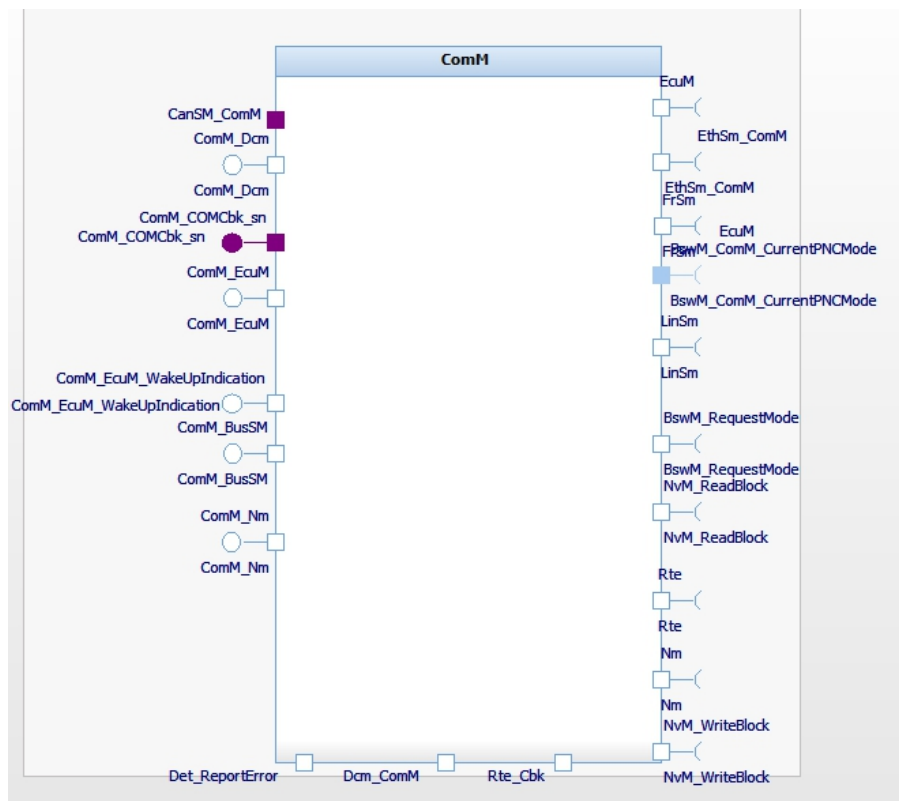 ComM
CanSM_ComM
ComM_Dcm
ComM_Dcm
ComM_COMCbk_sn
ComM_COMCbk_sn
ComM_EcuM
ComM_EcuM
ComM_EcuM_WakeUpIndication
ComM_EcuM_WakeUpIndication
ComM_BusSM
ComM_BusSM
ComM_Nm
ComM_Nm
EcuM
EthSm_ComM
EthSm_ComM
FrSm
EcuM
FrSm
BswM_ComM_CurrentPNCMode
BswM_ComM_CurrentPNCMode
LinSm
LinSm
BswM_RequestMode
BswM_RequestMode
NvM_ReadBlock
NvM_ReadBlock
Rte
Rte
Nm
Nm
NvM_WriteBlock
NvM_WriteBlock
Det_ReportError
Dcm_ComM
Rte_Cbk